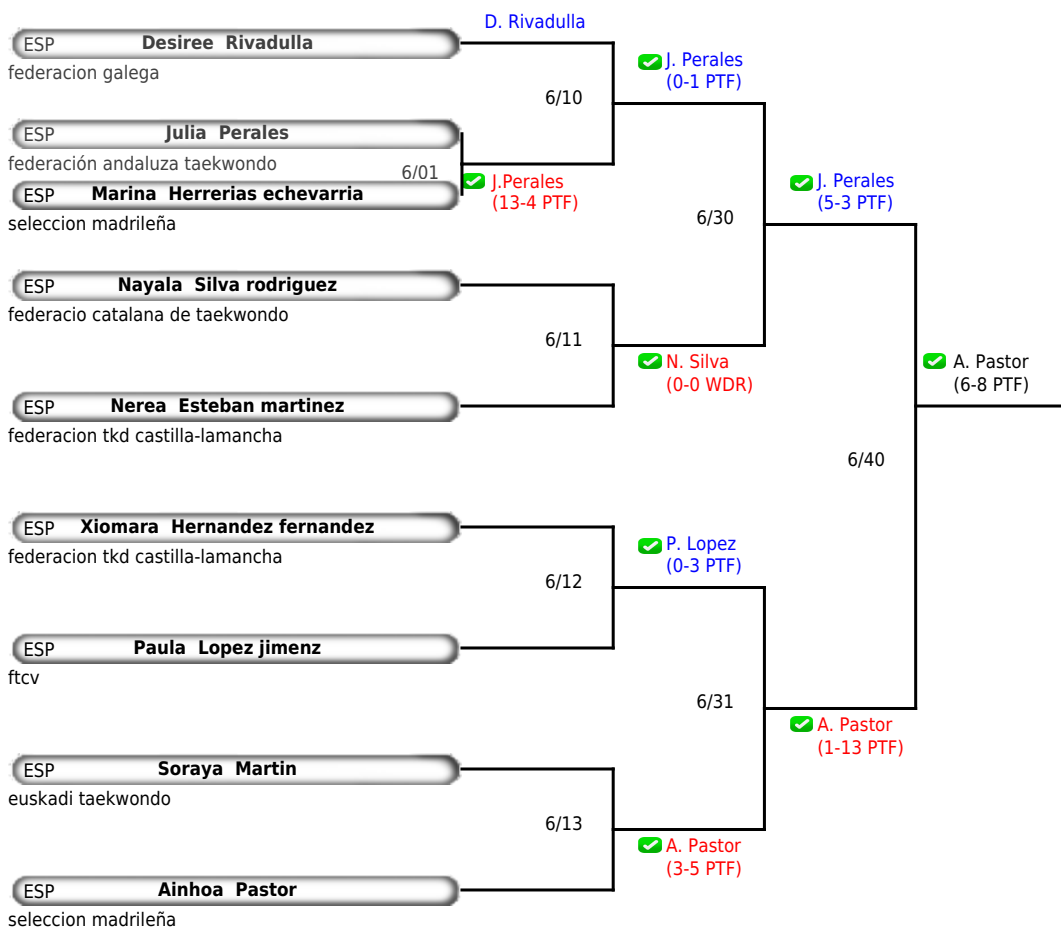 D. Rivadulla
ESP Desiree Rivadulla
federacion galega
J. Perales
(0-1 PTF)
6/10
ESP Julia Perales
federación andaluza taekwondo
6/01
J.Perales
(13-4 PTF)
ESP Marina Herrerias echevarria
seleccion madrileña
J. Perales
(5-3 PTF)
6/30
ESP Nayala Silva rodriguez
federacio catalana de taekwondo
6/11
N. Silva
(0-0 WDR)
A. Pastor
(6-8 PTF)
ESP Nerea Esteban martinez
federacion tkd castilla-lamancha
6/40
ESP Xiomara Hernandez fernandez
federacion tkd castilla-lamancha
P. Lopez
(0-3 PTF)
6/12
ESP Paula Lopez jimenz
ftcv
6/31
A. Pastor
(1-13 PTF)
ESP Soraya Martin
euskadi taekwondo
6/13
A. Pastor
(3-5 PTF)
ESP Ainhoa Pastor
seleccion madrileña